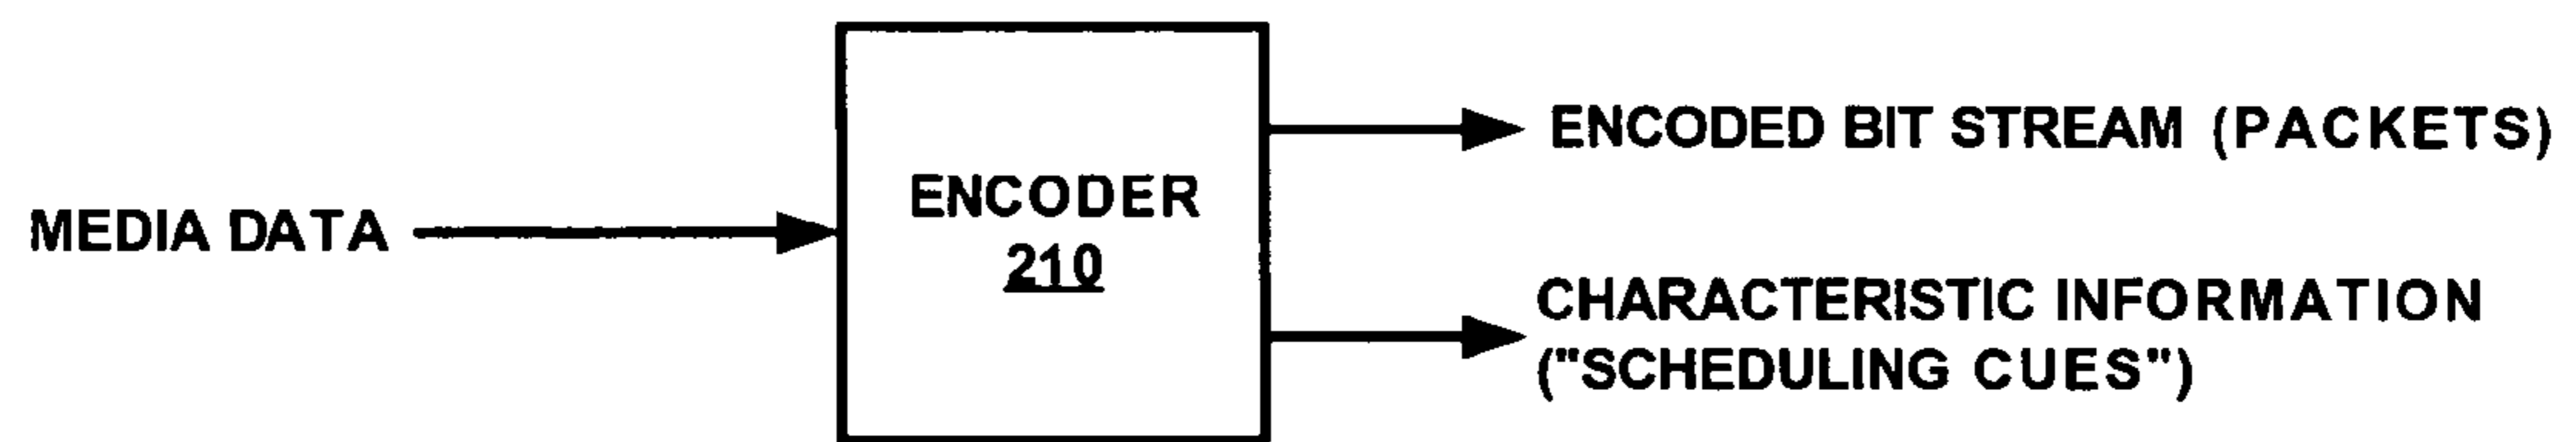 MEDIA DATA
ENCODER
210
ENCODED BIT STREAM (PACKETS)
CHARACTERISTIC INFORMATION
("SCHEDULING CUES")